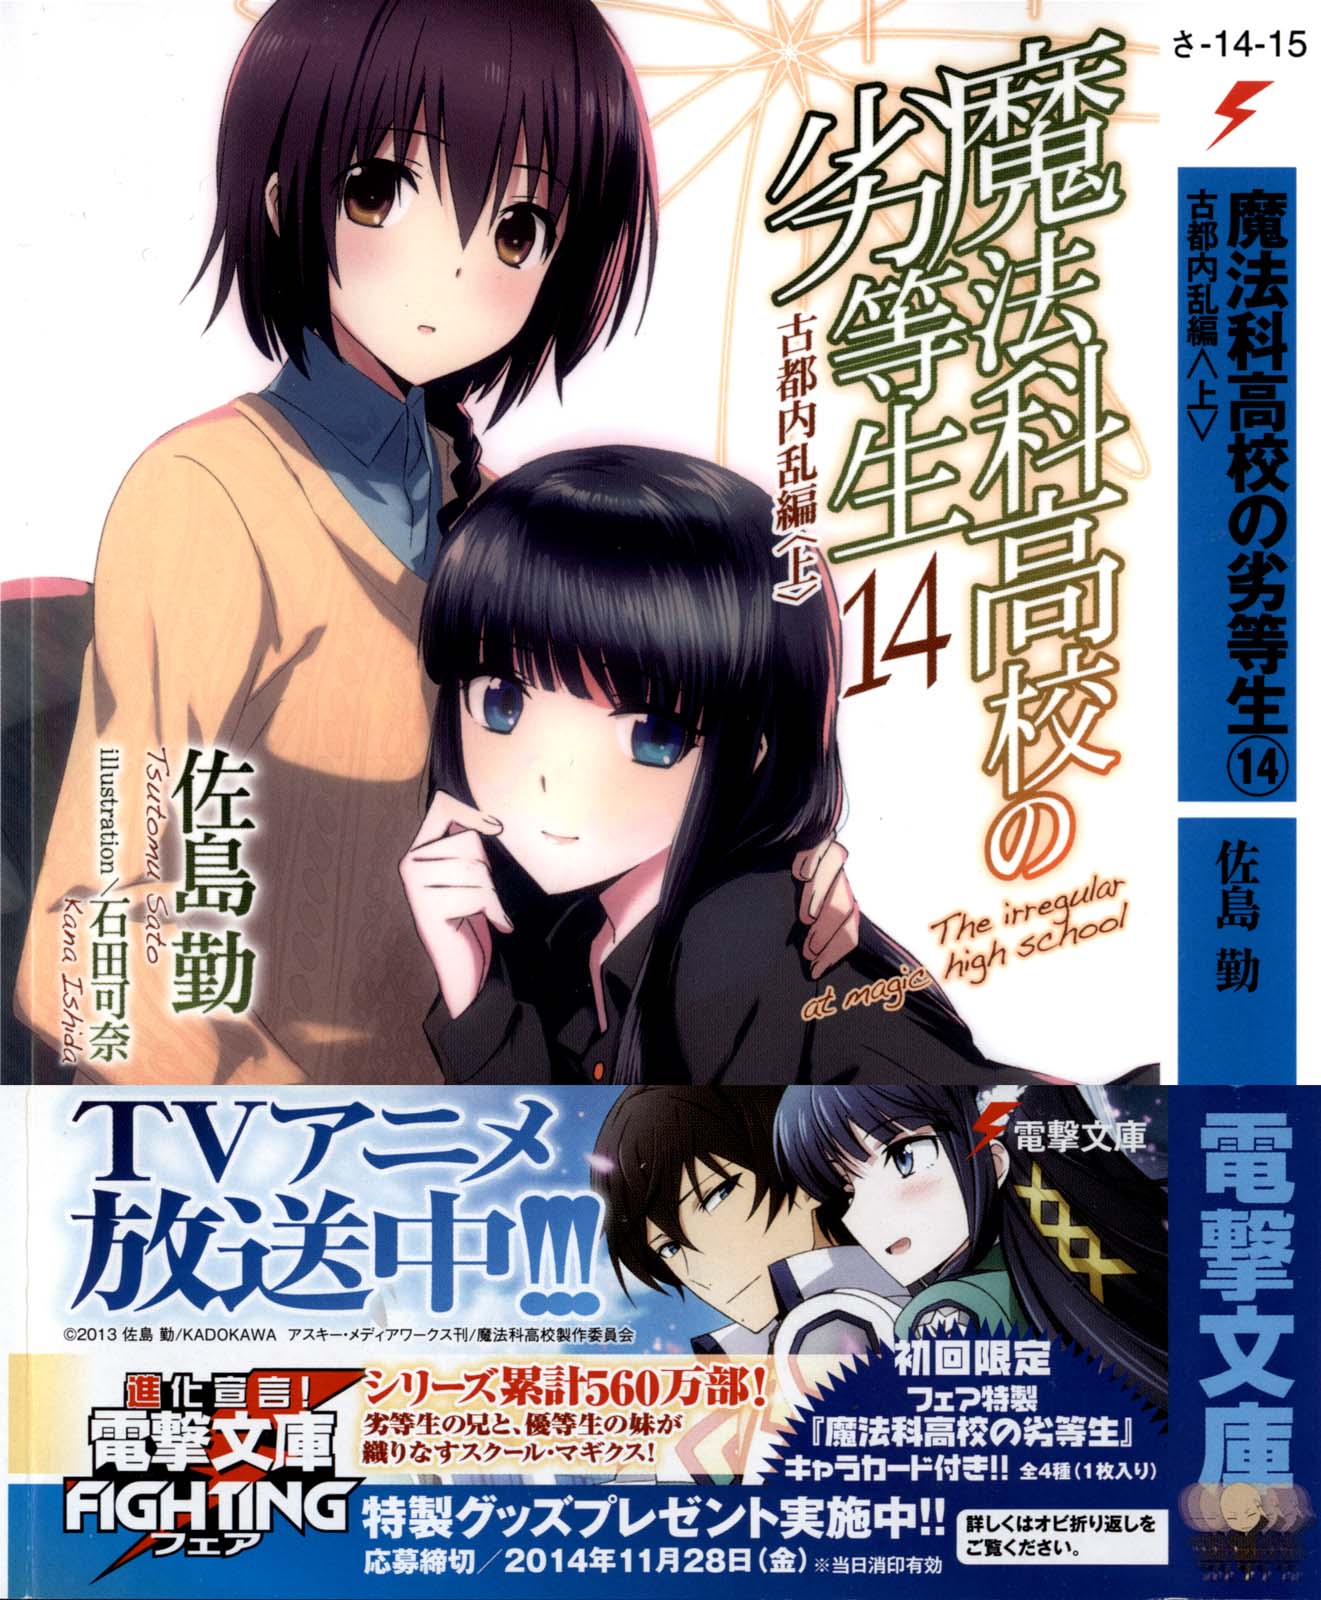 魔法科高校の
劣等生
14
古都内乱編〈上〉
The irregular
at magic high school
佐島 勤
Tsutomu Sato
illustration／石田可奈
Kana Ishida
さ-14-15
魔法科高校の劣等生⑭
古都内乱編〈上〉
佐島 勤
電撃文庫
TVアニメ
放送中!!!
©2013 佐島 勤/KADOKAWA アスキー・メディアワークス刊/魔法科高校製作委員会
電撃文庫
進化宣言!
電撃文庫
FIGHTING
フェア
シリーズ累計560万部!
劣等生の兄と、優等生の妹が
織りなすスクール・マギクス!
初回限定
フェア特製
『魔法科高校の劣等生』
キャラカード付き!! 全4種(1枚入り)
特製グッズプレゼント実施中!!
応募締切／2014年11月28日(金) ※当日消印有効
詳しくはオビ折り返しを
ご覧ください。